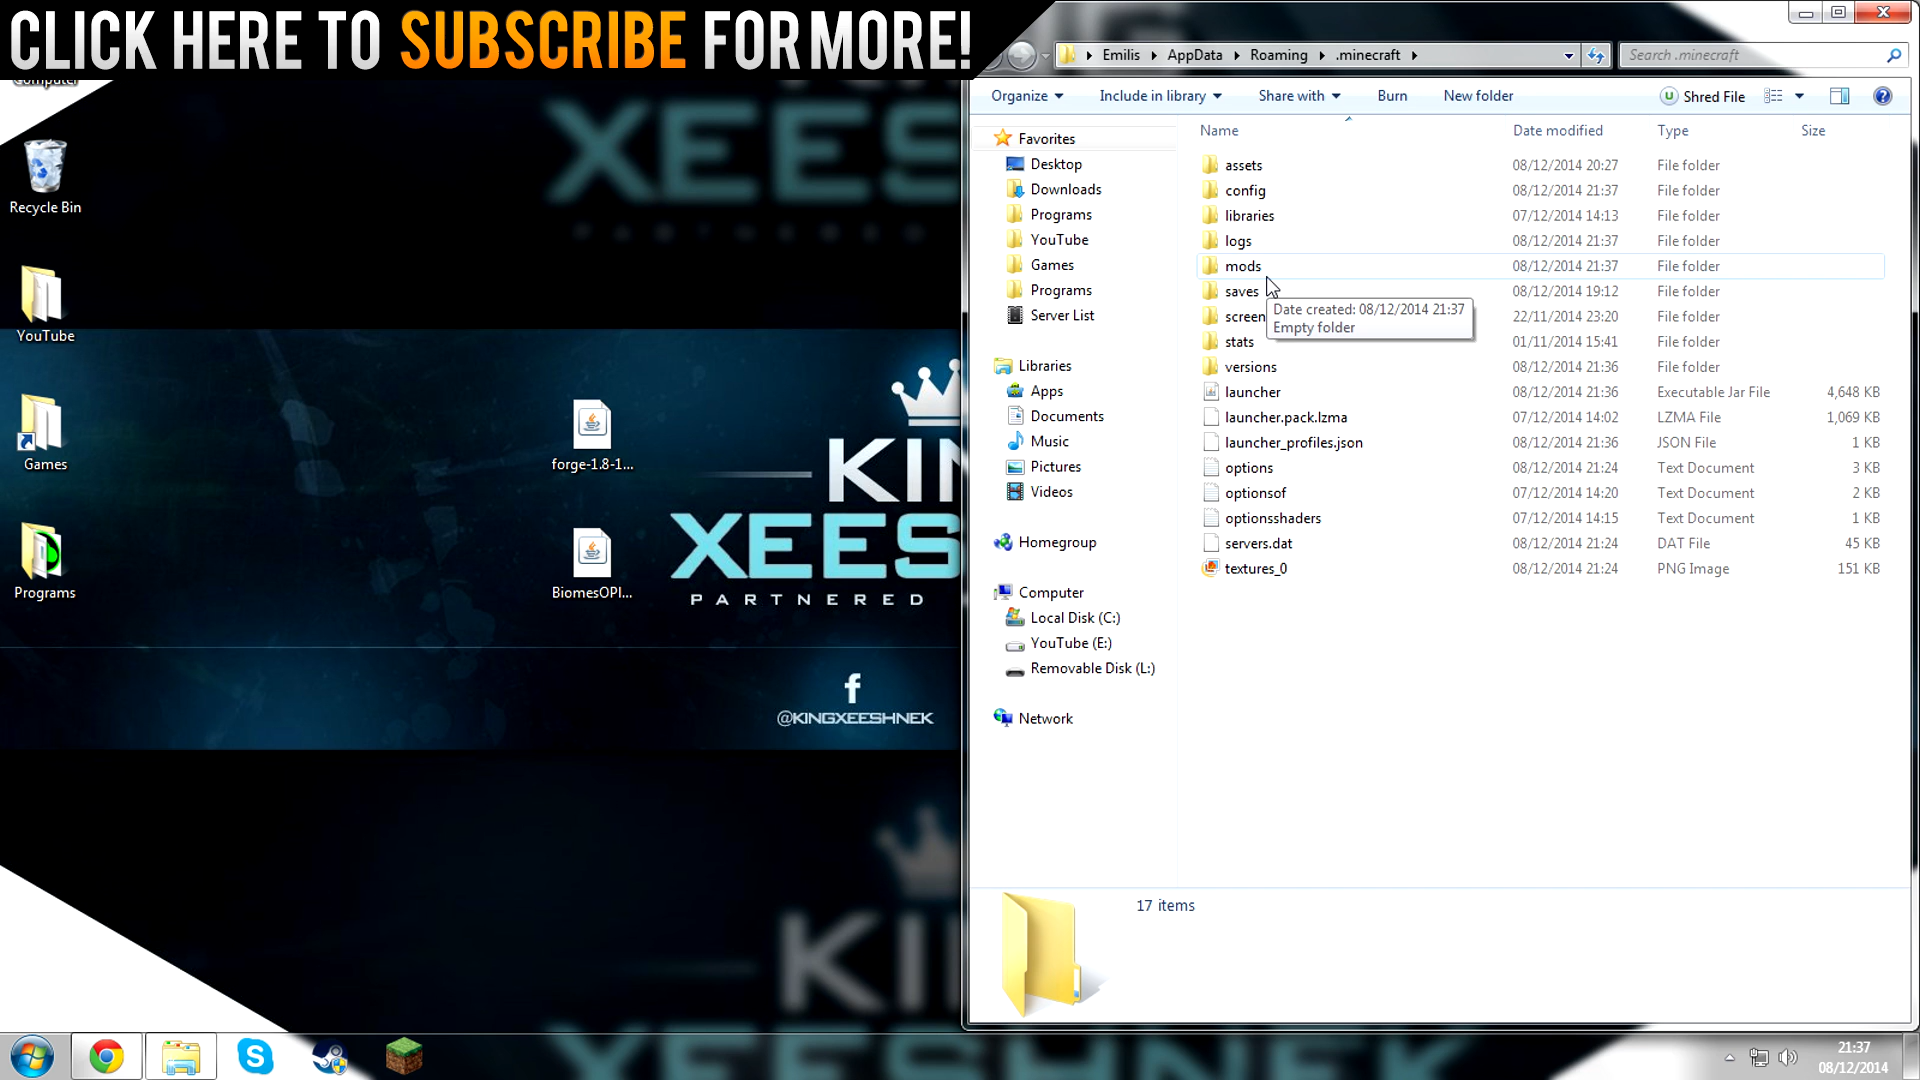 CLICK HERE TO SUBSCRIBE FOR MORE!
Computer
Recycle Bin
YouTube
Games
Programs
forge-1.8-1...
BiomesOPl...
XEES
KIN
XEES
PARTNERED
@KINGXEESHNEK
KI
XEESHNEK
Emilis
AppData
Roaming
.minecraft
Search .minecraft
Organize
Include in library
Share with
Burn
New folder
Shred File
Favorites
Desktop
Downloads
Programs
YouTube
Games
Programs
Server List
Libraries
Apps
Documents
Music
Pictures
Videos
Homegroup
Computer
Local Disk (C:)
YouTube (E:)
Removable Disk (L:)
Network
Name Date modified Type Size
assets 08/12/2014 20:27 File folder
config 08/12/2014 21:37 File folder
libraries 07/12/2014 14:13 File folder
logs 08/12/2014 21:37 File folder
mods 08/12/2014 21:37 File folder
saves 08/12/2014 19:12 File folder
screen 22/11/2014 23:20 File folder
Date created: 08/12/2014 21:37
Empty folder
stats 01/11/2014 15:41 File folder
versions 08/12/2014 21:36 File folder
launcher 08/12/2014 21:36 Executable Jar File 4,648 KB
launcher.pack.lzma 07/12/2014 14:02 LZMA File 1,069 KB
launcher_profiles.json 08/12/2014 21:36 JSON File 1 KB
options 08/12/2014 21:24 Text Document 3 KB
optionsof 07/12/2014 14:20 Text Document 2 KB
optionsshaders 07/12/2014 14:15 Text Document 1 KB
servers.dat 08/12/2014 21:24 DAT File 45 KB
textures_0 08/12/2014 21:24 PNG Image 151 KB
17 items
21:37
08/12/2014